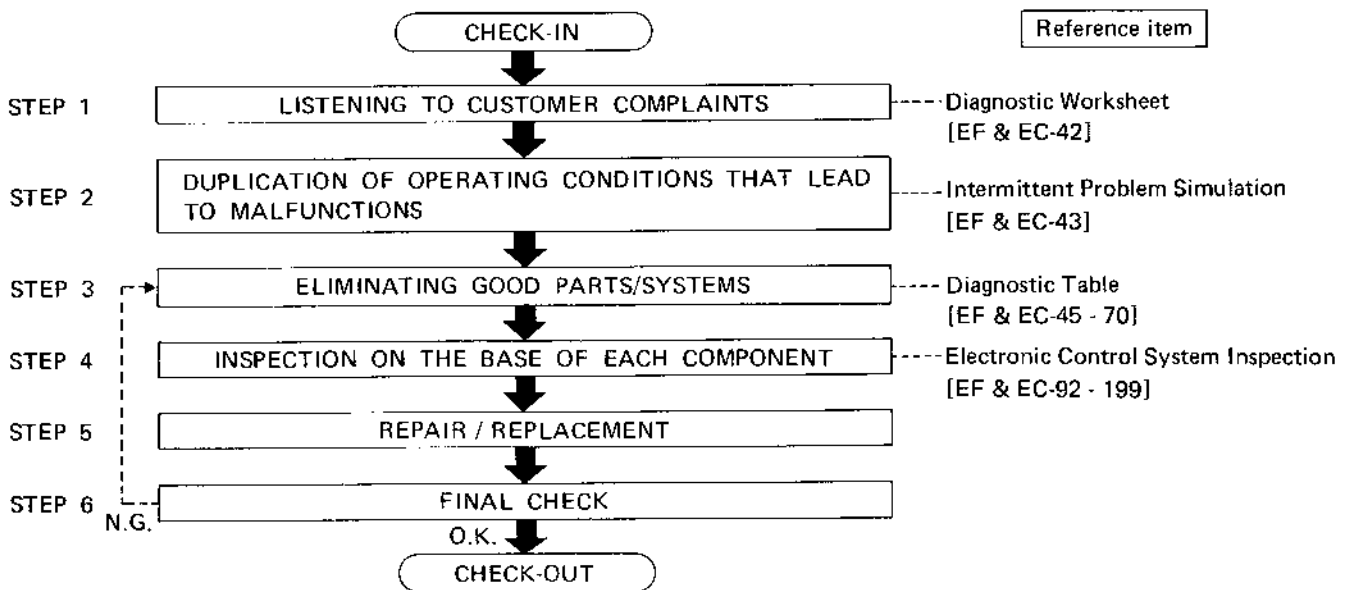 CHECK-IN
Reference item
STEP 1
LISTENING TO CUSTOMER COMPLAINTS
Diagnostic Worksheet
[EF & EC-42]
STEP 2
DUPLICATION OF OPERATING CONDITIONS THAT LEAD
TO MALFUNCTIONS
Intermittent Problem Simulation
[EF & EC-43]
STEP 3
ELIMINATING GOOD PARTS/SYSTEMS
Diagnostic Table
[EF & EC-45 - 70]
STEP 4
INSPECTION ON THE BASE OF EACH COMPONENT
Electronic Control System Inspection
[EF & EC-92 - 199]
STEP 5
REPAIR / REPLACEMENT
STEP 6
FINAL CHECK
N.G.
O.K.
CHECK-OUT